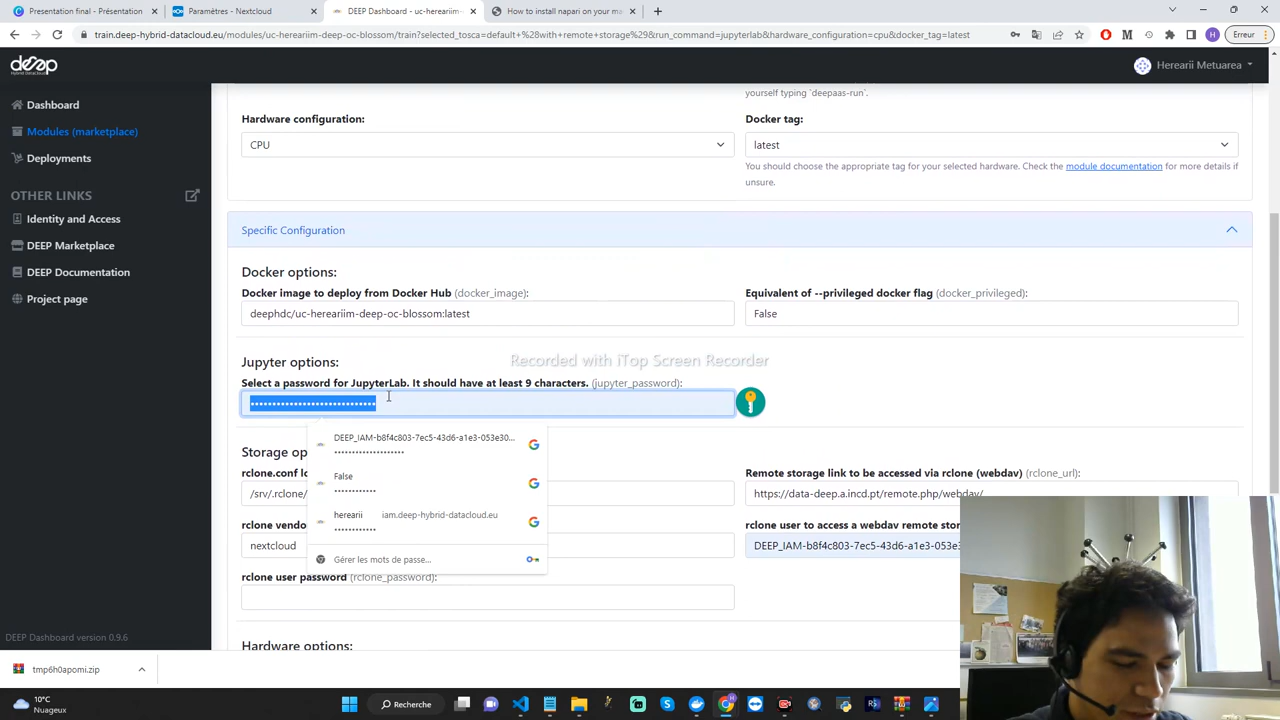 Presentation final - Présentation
Paramètres - Nextcloud
DEEP Dashboard - uc-hereariim-
How to install napari on your ma
train.deep-hybrid-datacloud.eu/modules/uc-herearium-deep-oc-blossom/train?selected_tosca=default+%28with+remote+storage%29&run_command=jupyterlab&hardware_configuration=cpu&docker_tag=latest
Erreur
deep
Hybrid DataCloud
Herearii Metuarea
Dashboard
Modules (marketplace)
Deployments
OTHER LINKS
Identity and Access
DEEP Marketplace
DEEP Documentation
Project page
DEEP Dashboard version 0.9.6
yourself typing `deepaas-run`.
Hardware configuration:
Docker tag:
CPU
latest
You should choose the appropriate tag for your selected hardware. Check the module documentation for more details if
unsure.
Specific Configuration
Docker options:
Docker image to deploy from Docker Hub (docker_image):
Equivalent of --privileged docker flag (docker_privileged):
deephdc/uc-hereariim-deep-oc-blossom:latest
False
Jupyter options:
Recorded with iTop Screen Recorder
Select a password for JupyterLab. It should have at least 9 characters. (jupyter_password):
DEEP_IAM-b8f4c803-7ec5-43d6-a1e3-053e30...
False
herearii iam.deep-hybrid-datacloud.eu
Gérer les mots de passe...
Storage op
rclone.conf lo
Remote storage link to be accessed via rclone (webdav) (rclone_url):
/srv/.rclone/
https://data-deep.a.incd.pt/remote.php/webdav/
rclone vendo
rclone user to access a webdav remote stor
nextcloud
DEEP_IAM-b8f4c803-7ec5-43d6-a1e3-053e3
rclone user password (rclone_password):
Hardware options:
tmp6h0apomi.zip
10°C
Nuageux
Recherche